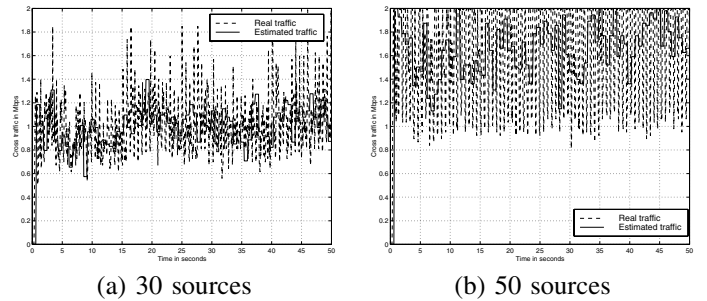 2
1.8
1.6
1.4
1.2
1
0.8
0.6
0.4
0.2
0
Cross traffic in Mbps
Real traffic
Estimated traffic
0 5 10 15 20 25 30 35 40 45 50
Time in seconds
(a) 30 sources
2
1.8
1.6
1.4
1.2
1
0.8
0.6
0.4
0.2
0
Cross traffic in Mbps
Real traffic
Estimated traffic
0 5 10 15 20 25 30 35 40 45 50
Time in seconds
(b) 50 sources